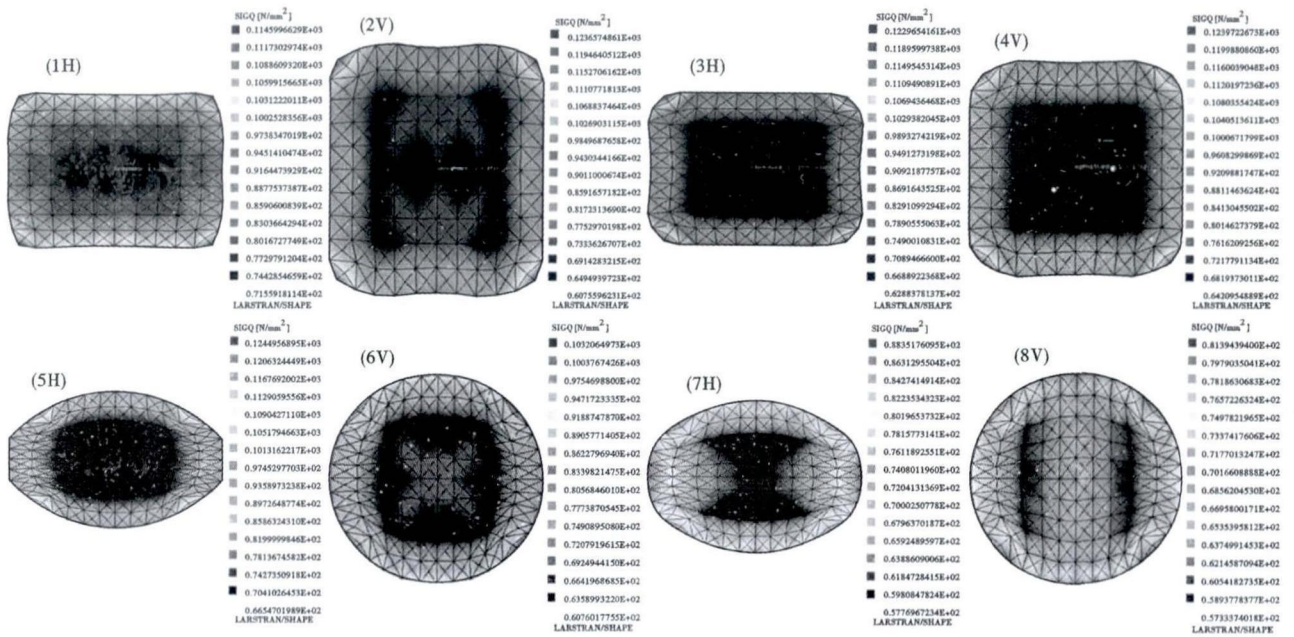 (1H)
SIGQ [N/mm²]
0.1145996629E+03
0.1117302974E+03
0.1088609320E+03
0.1059915665E+03
0.1031222011E+03
0.1002528356E+03
0.9738347019E+02
0.9451410474E+02
0.9164473929E+02
0.8877537387E+02
0.8590600839E+02
0.8303664294E+02
0.8016727749E+02
0.7729791204E+02
0.7442854659E+02
0.7155918114E+02
LARSTRAN/SHAPE
(2V)
SIGQ [N/mm²]
0.1236574861E+03
0.1194640512E+03
0.1152706162E+03
0.1110771813E+03
0.1068837464E+03
0.1026903115E+03
0.9849687658E+02
0.9430344166E+02
0.9011000674E+02
0.8591657182E+02
0.8172313690E+02
0.7752970198E+02
0.7333626707E+02
0.6914283215E+02
0.6494939723E+02
0.6075596231E+02
LARSTRAN/SHAPE
(3H)
SIGQ [N/mm²]
0.1229654161E+03
0.1189599738E+03
0.1149545314E+03
0.1109490891E+03
0.1069436468E+03
0.1029382045E+03
0.9893274219E+02
0.9491273198E+02
0.9092187757E+02
0.8691643525E+02
0.8291099294E+02
0.7890555063E+02
0.7490010831E+02
0.7089466600E+02
0.6688922368E+02
0.6288378137E+02
LARSTRAN/SHAPE
(4V)
SIGQ [N/mm²]
0.1239722673E+03
0.1199880860E+03
0.1160039048E+03
0.1120197236E+03
0.1080355424E+03
0.1040513611E+03
0.1000671799E+03
0.9608299869E+02
0.9209881747E+02
0.8811463624E+02
0.8413045502E+02
0.8014627379E+02
0.7616209256E+02
0.7217791134E+02
0.6819373011E+02
0.6420954889E+02
LARSTRAN/SHAPE
(5H)
SIGQ [N/mm²]
0.1244956895E+03
0.1206324449E+03
0.1167692002E+03
0.1129059556E+03
0.1090427110E+03
0.1051794663E+03
0.1013162217E+03
0.9745297703E+02
0.9358973238E+02
0.8972648774E+02
0.8586324310E+02
0.8199999846E+02
0.7813674582E+02
0.7427350918E+02
0.7041026453E+02
0.6654701989E+02
LARSTRAN/SHAPE
(6V)
SIGQ [N/mm²]
0.1032064973E+03
0.1003767426E+03
0.9754698800E+02
0.9471723335E+02
0.9188747870E+02
0.8905771405E+02
0.8622796940E+02
0.8339821475E+02
0.8056846010E+02
0.7773870545E+02
0.7490895080E+02
0.7207919615E+02
0.6924944150E+02
0.6641968685E+02
0.6358993220E+02
0.6076017755E+02
LARSTRAN/SHAPE
(7H)
SIGQ [N/mm²]
0.8835176095E+02
0.8631295504E+02
0.8427414914E+02
0.8223534323E+02
0.8019653732E+02
0.7815773141E+02
0.7611892551E+02
0.7408011960E+02
0.7204131369E+02
0.7000250778E+02
0.6796370187E+02
0.6592489597E+02
0.6388609006E+02
0.6184728415E+02
0.5980847824E+02
0.5776967234E+02
LARSTRAN/SHAPE
(8V)
SIGQ [N/mm²]
0.8139439400E+02
0.7979035041E+02
0.7818630683E+02
0.7657226324E+02
0.7497821965E+02
0.7337417606E+02
0.7177013247E+02
0.7016608888E+02
0.6856204530E+02
0.6695800171E+02
0.6535395812E+02
0.6374991453E+02
0.6214587094E+02
0.6054182735E+02
0.5893778377E+02
0.5733374018E+02
LARSTRAN/SHAPE